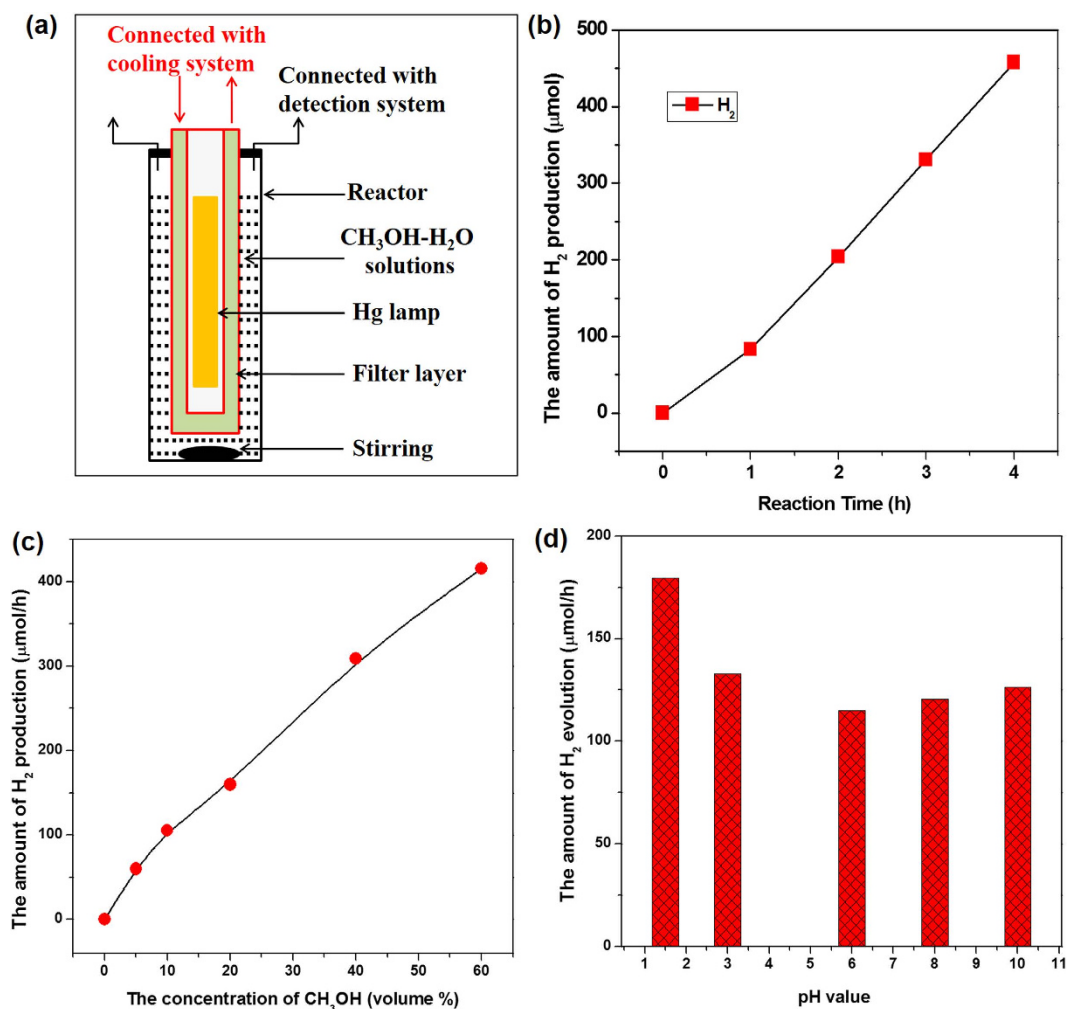 (a)
Connected with
cooling system
Connected with
detection system
Reactor
CH₃OH-H₂O
solutions
Hg lamp
Filter layer
Stirring
(b)
The amount of H₂ production (μmol)
500
400
300
200
100
0
H₂
0 1 2 3 4
Reaction Time (h)
(c)
The amount of H₂ production (μmol/h)
400
300
200
100
0
0 10 20 30 40 50 60
The concentration of CH₃OH (volume %)
(d)
The amount of H₂ evolution (μmol/h)
200
150
100
50
0
1 2 3 4 5 6 7 8 9 10 11
pH value